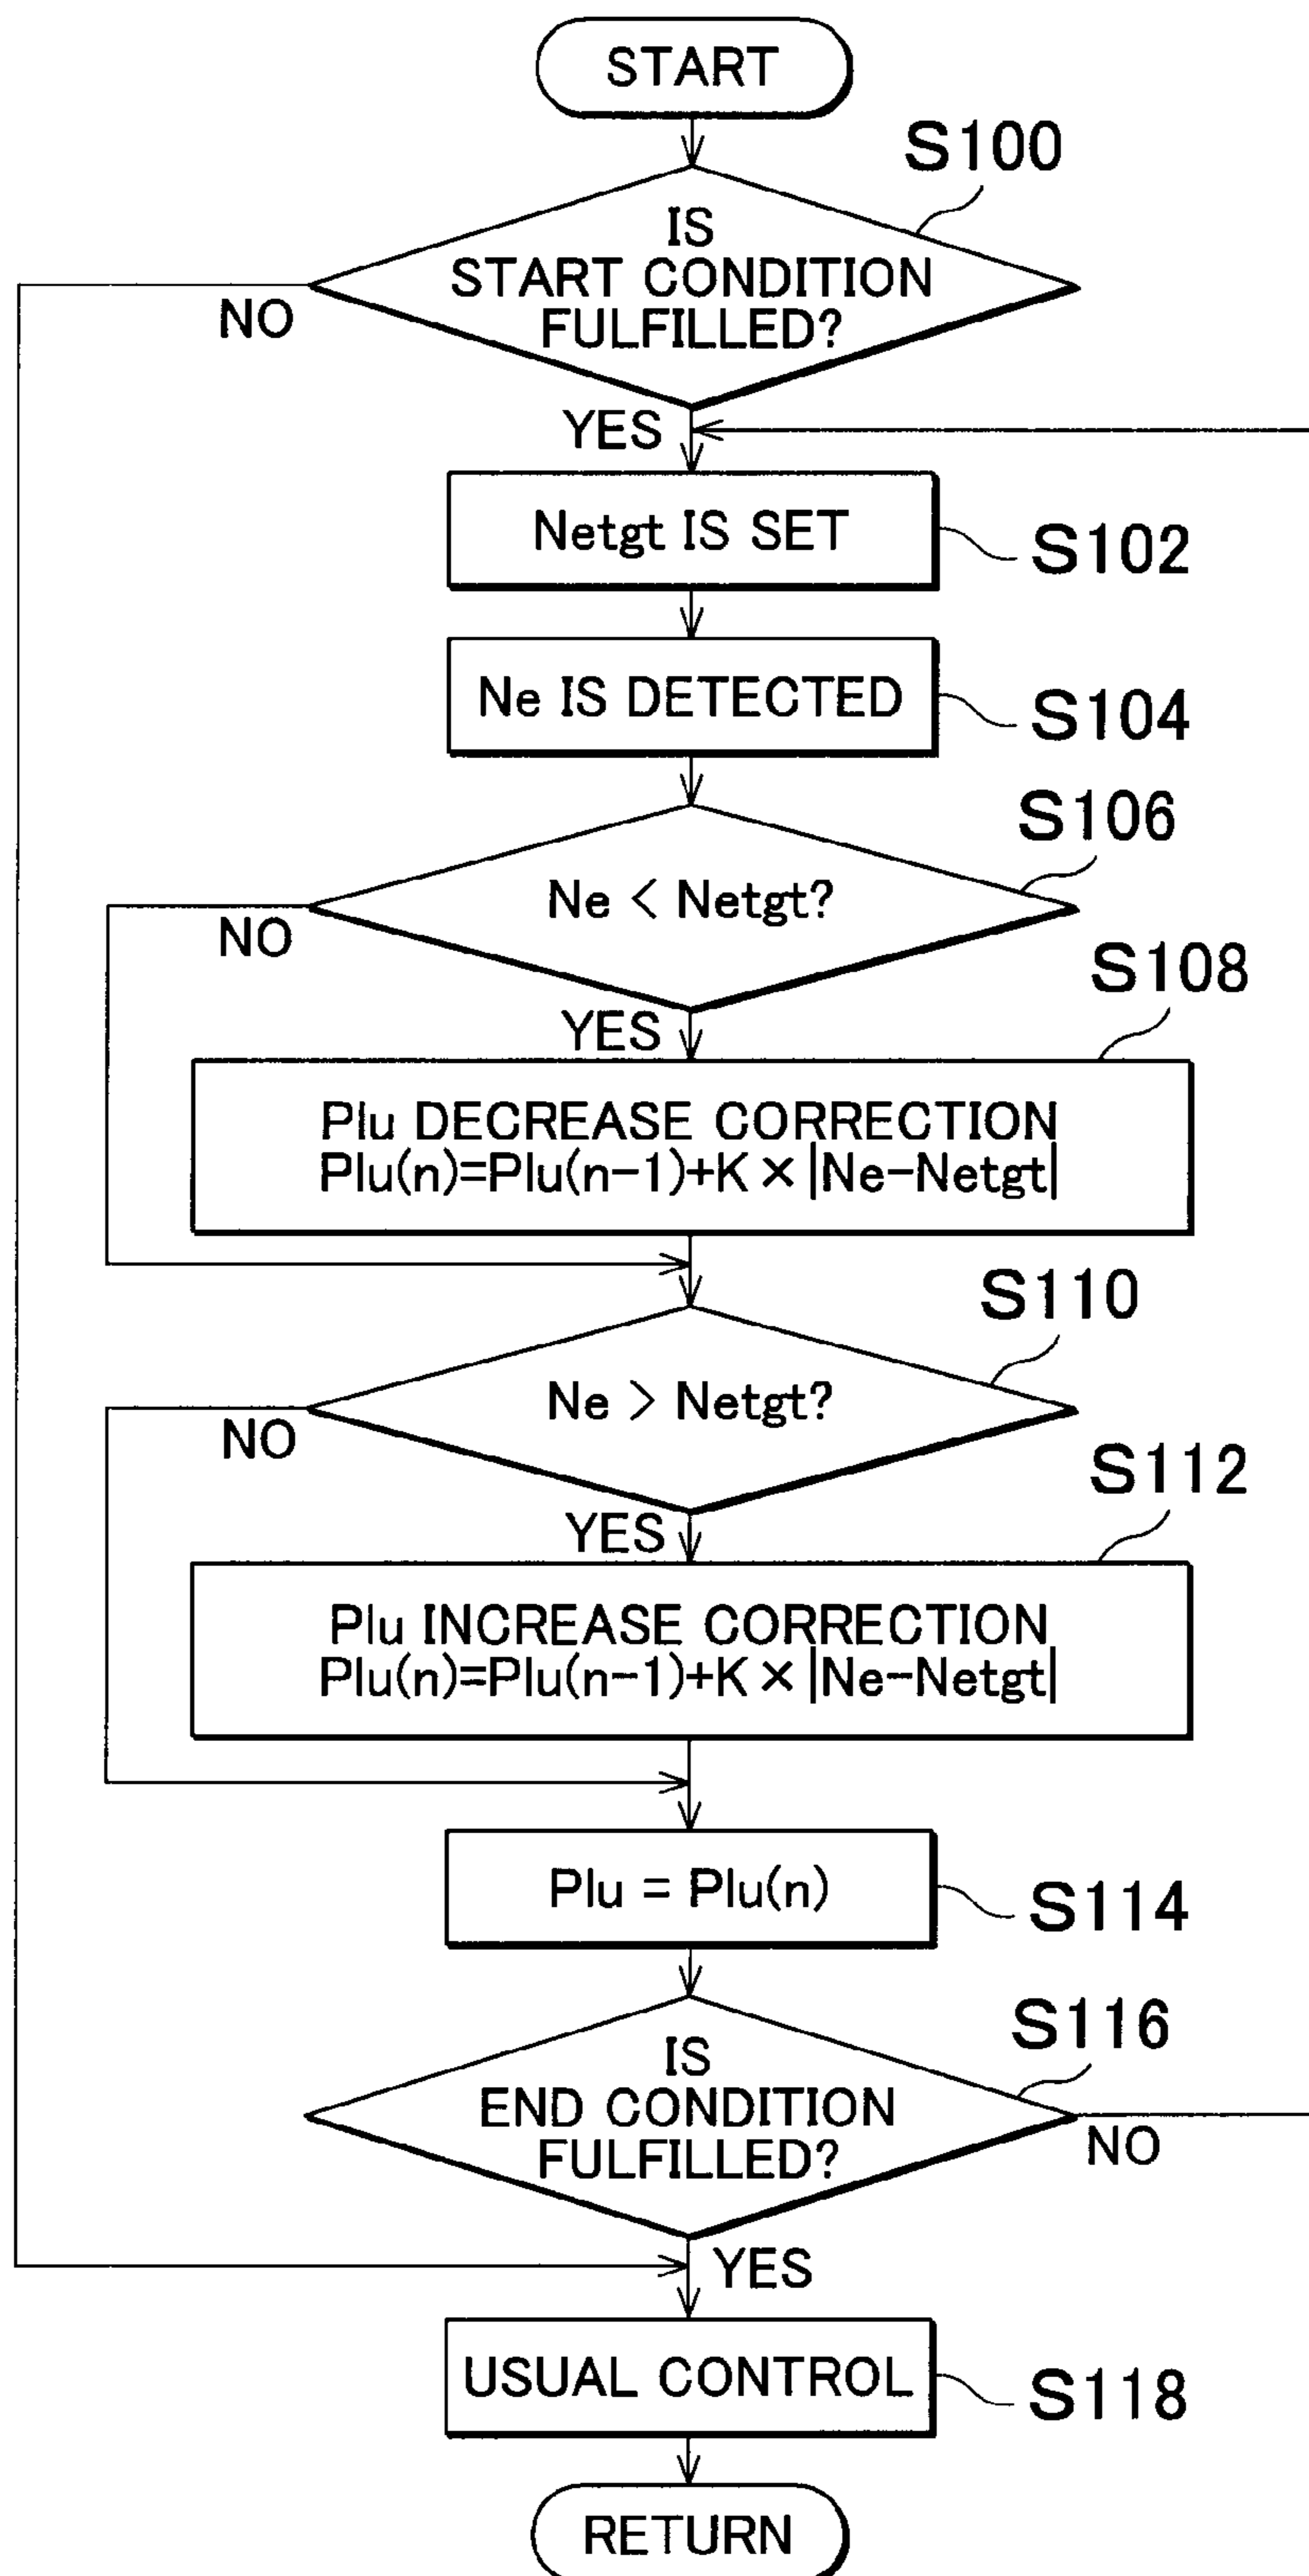 START
S100
IS
START CONDITION
FULFILLED?
NO
YES
Netgt IS SET
S102
Ne IS DETECTED
S104
S106
Ne < Netgt?
NO
S108
YES
Plu DECREASE CORRECTION
Plu(n)=Plu(n-1)+K×|Ne-Netgt|
S110
Ne > Netgt?
NO
S112
YES
Plu INCREASE CORRECTION
Plu(n)=Plu(n-1)+K×|Ne-Netgt|
Plu = Plu(n)
S114
S116
IS
END CONDITION
FULFILLED?
NO
YES
USUAL CONTROL
S118
RETURN